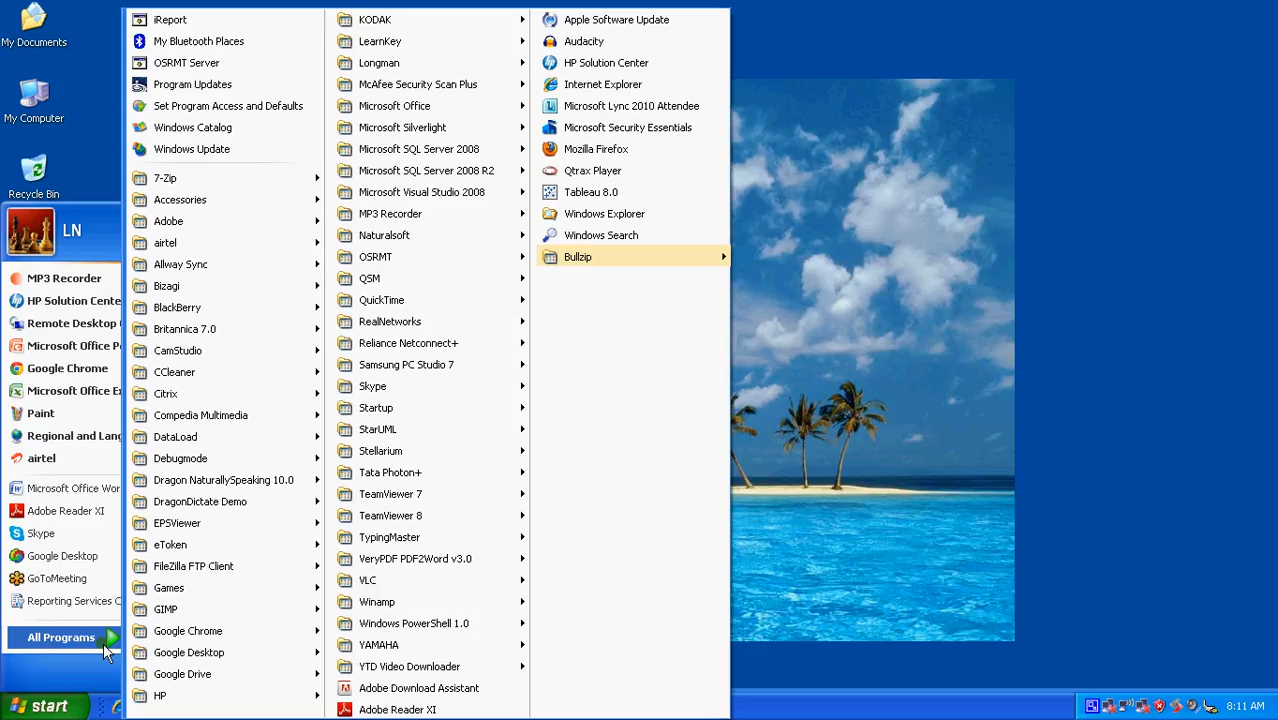 My Documents
My Computer
Recycle Bin
LN
MP3 Recorder
HP Solution Cente
Remote Desktop
Microsoft Office P
Google Chrome
Microsoft Office E
Paint
Regional and Lan
airtel
Microsoft Office Wor
Adobe Reader XI
Skype
Google Desktop
GoToMeeting
Reporting Services C
All Programs
start
iReport
My Bluetooth Places
OSRMT Server
Program Updates
Set Program Access and Defaults
Windows Catalog
Windows Update
7-Zip
Accessories
Adobe
airtel
Allway Sync
Bizagi
BlackBerry
Britannica 7.0
CamStudio
CCleaner
Citrix
Compedia Multimedia
DataLoad
Debugmode
Dragon NaturallySpeaking 10.0
DragonDictate Demo
EPSViewer
eToken
FileZilla FTP Client
Games
GIMP
Google Chrome
Google Desktop
Google Drive
HP
KODAK
LearnKey
Longman
McAfee Security Scan Plus
Microsoft Office
Microsoft Silverlight
Microsoft SQL Server 2008
Microsoft SQL Server 2008 R2
Microsoft Visual Studio 2008
MP3 Recorder
Naturalsoft
OSRMT
QSM
QuickTime
RealNetworks
Reliance Netconnect+
Samsung PC Studio 7
Skype
Startup
StarUML
Stellarium
Tata Photon+
TeamViewer 7
TeamViewer 8
TypingMaster
VeryPDF PDF2Word v3.0
VLC
Winamp
Windows PowerShell 1.0
YAMAHA
YTD Video Downloader
Adobe Download Assistant
Adobe Reader XI
Apple Software Update
Audacity
HP Solution Center
Internet Explorer
Microsoft Lync 2010 Attendee
Microsoft Security Essentials
Mozilla Firefox
Qtrax Player
Tableau 8.0
Windows Explorer
Windows Search
Bullzip
8:11 AM